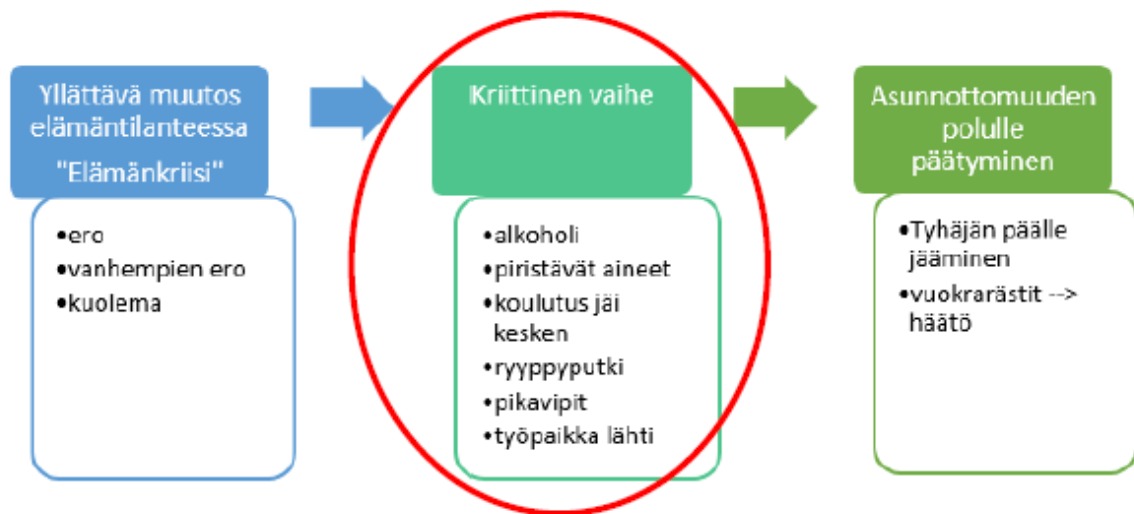 Yllättävä muutos
elämäntilanteessa
"Elämänkriisi"
•ero
•vanhempien ero
•kuolema
Kriittinen vaihe
•alkoholi
•piristävät aineet
•koulutus jäi
kesken
•ryyppyputki
•pikavipit
•työpaikka lähti
Asunnottomuuden
polulle
päätyminen
•Tyhäjän päälle
jääminen
•vuokrarästit -->
häätö